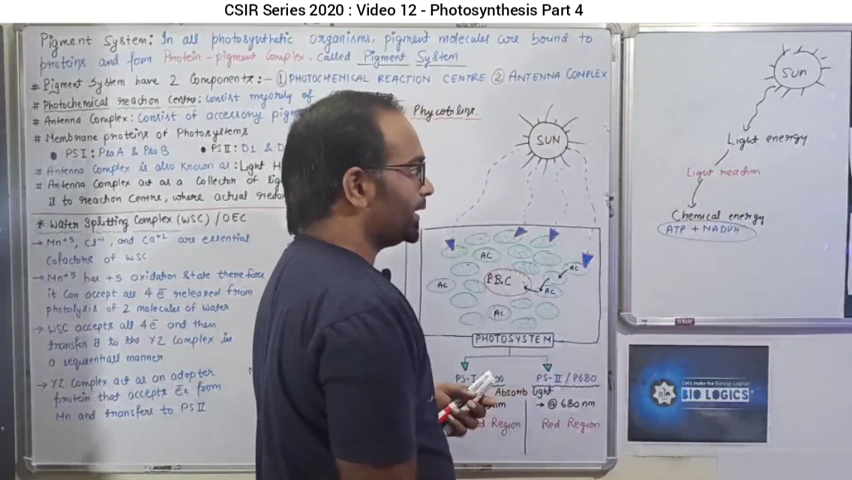 CSIR Series 2020 : Video 12 - Photosynthesis Part 4
Pigment System: In all photosynthetic organisms, pigment molecules are bound to
proteins and form Protein-pigment Complex called Pigment System
# Pigment System have 2 Components:- ① PHOTOCHEMICAL REACTION CENTRE ② ANTENNA COMPLEX
# Photochemical reaction centre: consist majority of
# Antenna Complex: Consist of accessory
Phycobilins
# Membrane proteins of Photosystems
• PS I : PsaA & PsaB • PS II : D1 &
# Antenna Complex is also known as: Light
# Antenna Complex act as a Collector of
it to reaction Centre, where actual
* Water Splitting Complex (WSC) / OEC
→ Mn+5, Cl-1, and Ca+2 are essential
cofactors of WSC
→ Mn+5 has +5 Oxidation State therefore
it can accept all 4 e̅ released from
photolysis of 2 molecules of water
→ WSC accepts all 4e̅ and then
transfer it to the YZ Complex in
a sequential manner
→ YZ Complex act as an adapter
protein that accepts e̅s from
Mn and transfers to PS II
SUN
AC
AC
AC
AC
AC
PHOTOSYSTEM
PS-II / P680
Absorb light
→ @ 680nm
Red Region
Red Region
Sun
Light energy
Light reaction
Chemical energy
ATP + NADPH
Let's make the Biology Logical
BIO LOGICS